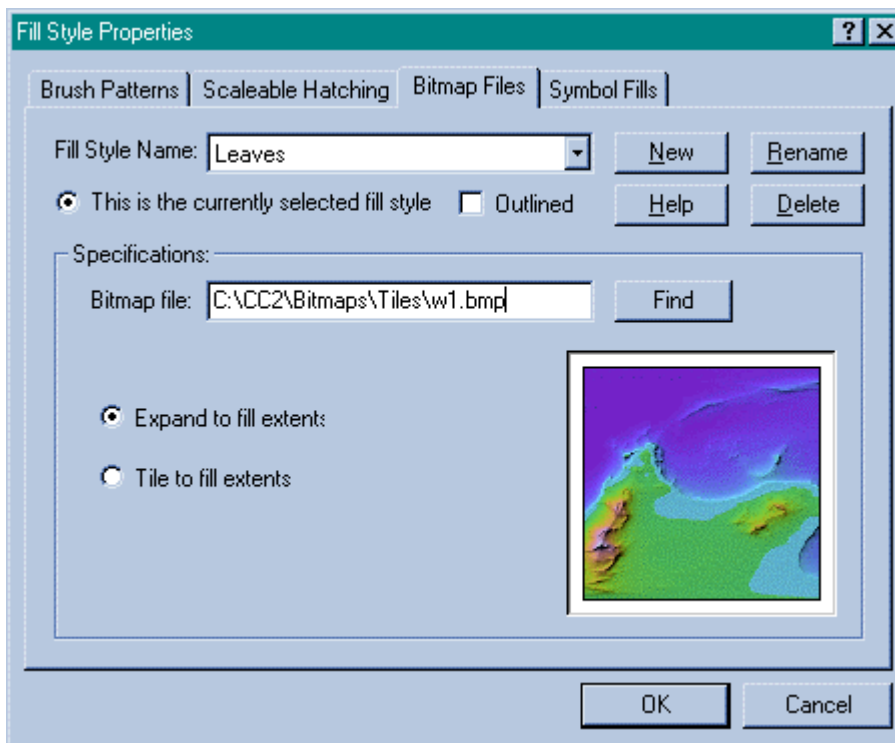 Fill Style Properties
Brush Patterns Scaleable Hatching Bitmap Files Symbol Fills
Fill Style Name: Leaves New Rename
This is the currently selected fill style Outlined Help Delete
Specifications:
Bitmap file: C:\CC2\Bitmaps\Tiles\w1.bmp Find
Expand to fill extents
Tile to fill extents
OK Cancel